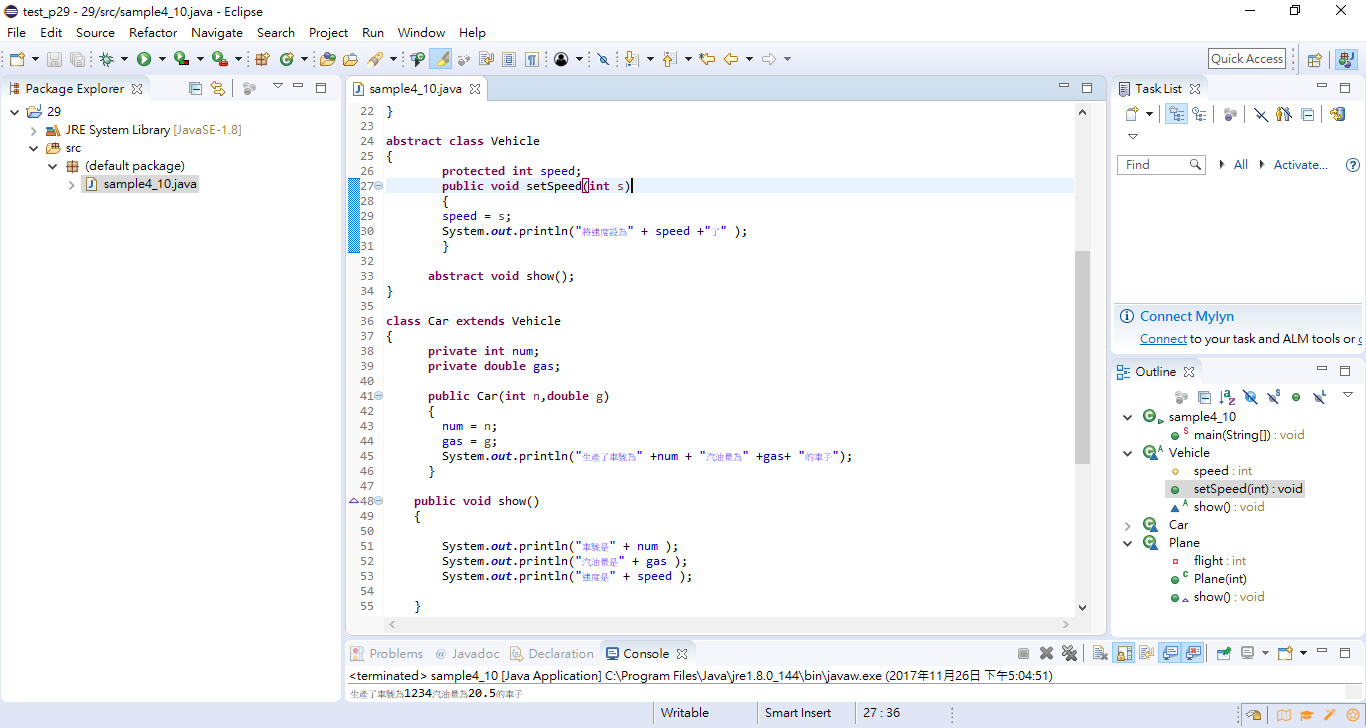 test_p29 - 29/src/sample4_10.java - Eclipse
File Edit Source Refactor Navigate Search Project Run Window Help
Quick Access
Package Explorer
29
JRE System Library [JavaSE-1.8]
src
(default package)
sample4_10.java
sample4_10.java
22 }
23
24 abstract class Vehicle
25 {
26 protected int speed;
27 public void setSpeed(int s)
28 {
29 speed = s;
30 System.out.println("將速度設為" + speed +"了" );
31 }
32
33 abstract void show();
34 }
35
36 class Car extends Vehicle
37 {
38 private int num;
39 private double gas;
40
41 public Car(int n,double g)
42 {
43 num = n;
44 gas = g;
45 System.out.println("生產了車號為" +num + "汽油量為" +gas+ "的車子");
46 }
47
48 public void show()
49 {
50
51 System.out.println("車號是" + num );
52 System.out.println("汽油量是" + gas );
53 System.out.println("速度是" + speed );
54
55 }
Task List
Find
All
Activate...
Connect Mylyn
Connect to your task and ALM tools or
Outline
sample4_10
main(String[]) : void
Vehicle
speed : int
setSpeed(int) : void
show() : void
Car
Plane
flight : int
Plane(int)
show() : void
Problems @ Javadoc Declaration Console
<terminated> sample4_10 [Java Application] C:\Program Files\Java\jre1.8.0_144\bin\javaw.exe (2017年11月26日 下午5:04:51)
生產了車號為1234汽油量為20.5的車子
Writable Smart Insert 27 : 36